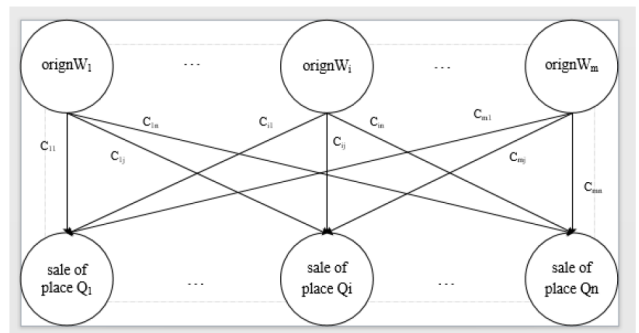 orignW₁
...
orignWᵢ
...
orignWₘ
C₁₁
C₁ⱼ
C₁ₙ
Cᵢ₁
Cᵢⱼ
Cᵢₙ
Cₘ₁
Cₘⱼ
Cₘₙ
sale of
place Q₁
...
sale of
place Qi
...
sale of
place Qn